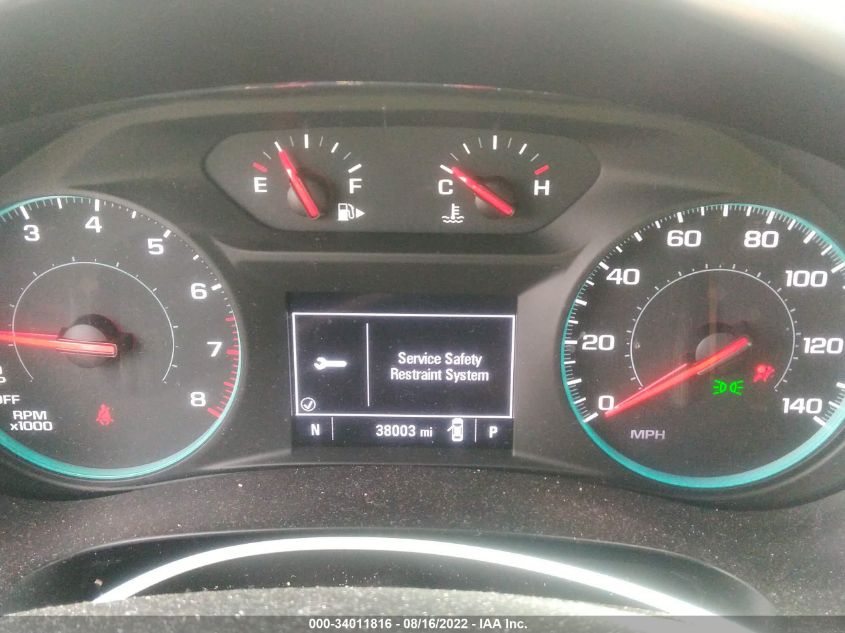 E F
C H
3 4 5 6 7 8
OFF
RPM
x1000
0 20 40 60 80 100 120 140
MPH
Service Safety
Restraint System
N 38003 mi P
000-34011816 - 08/16/2022 - IAA Inc.